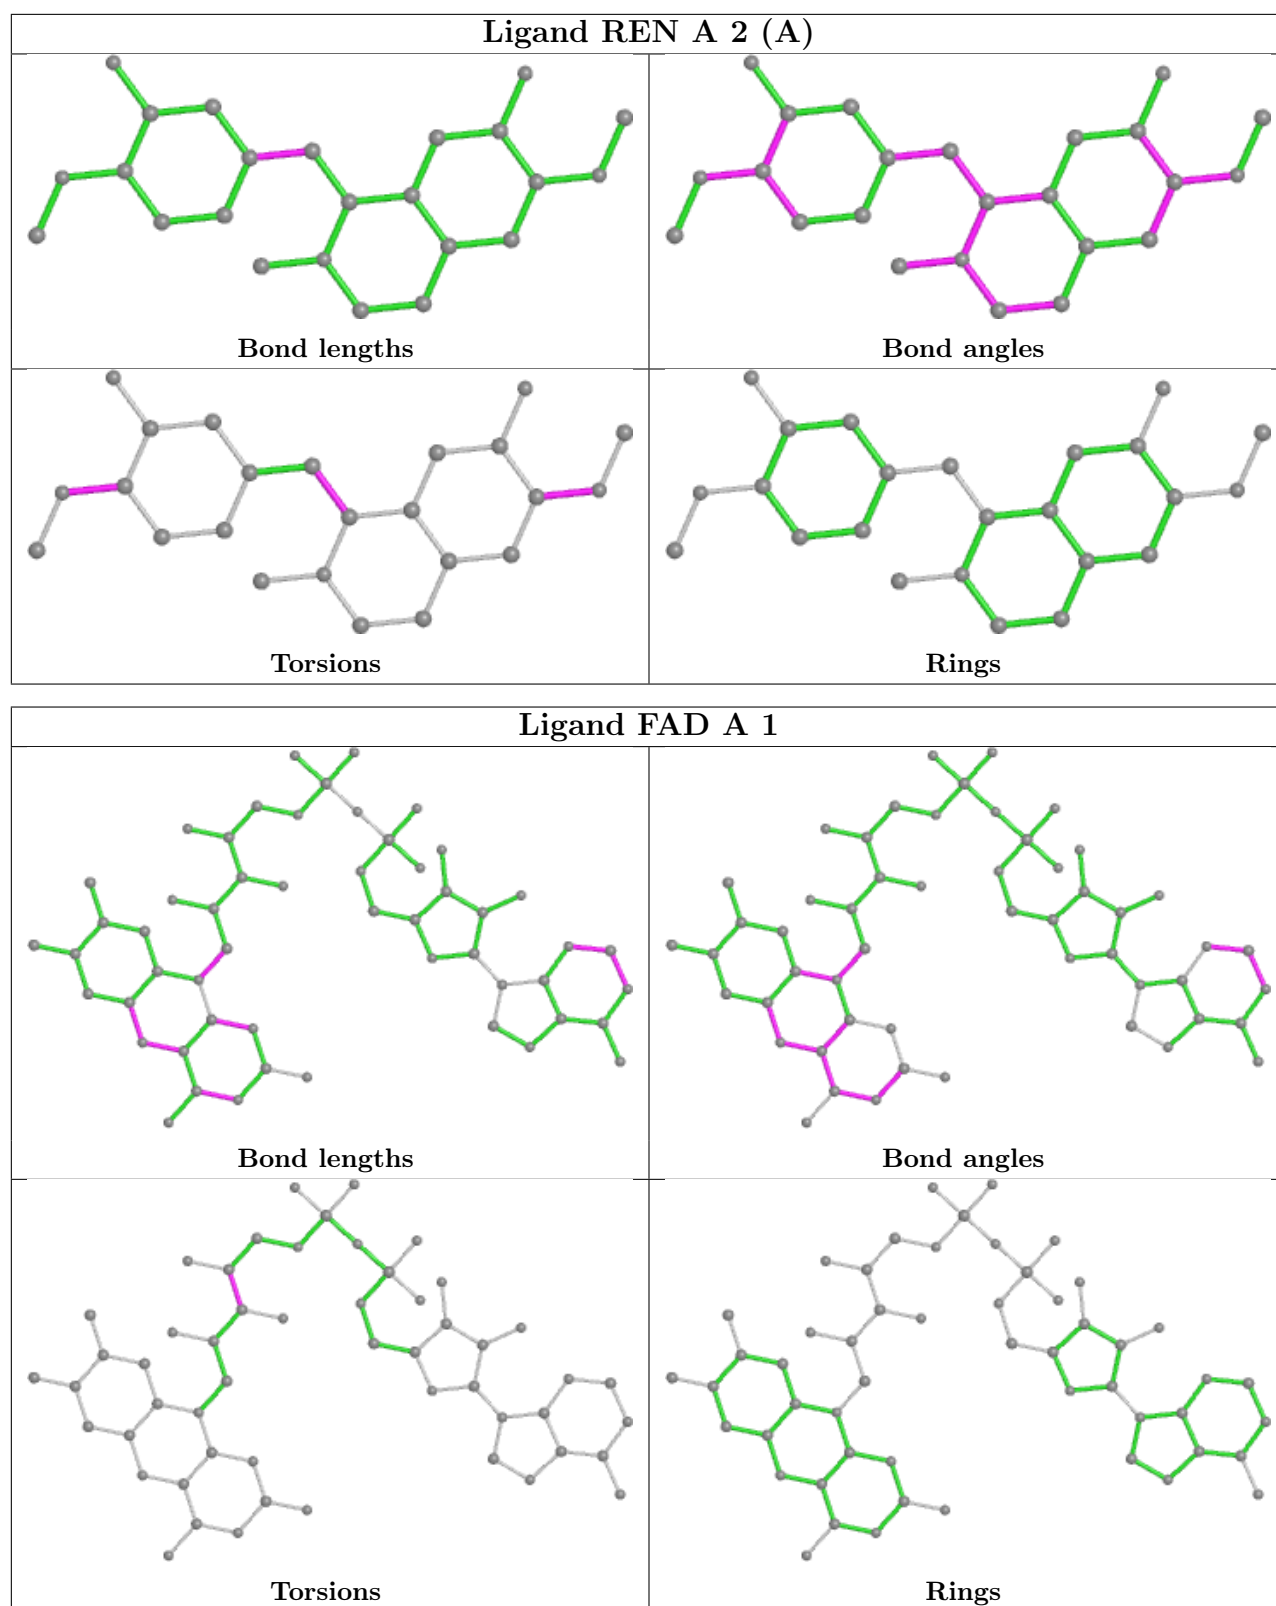 Ligand REN A 2 (A)
Bond lengths
Bond angles
Torsions
Rings
Ligand FAD A 1
Bond lengths
Bond angles
Torsions
Rings